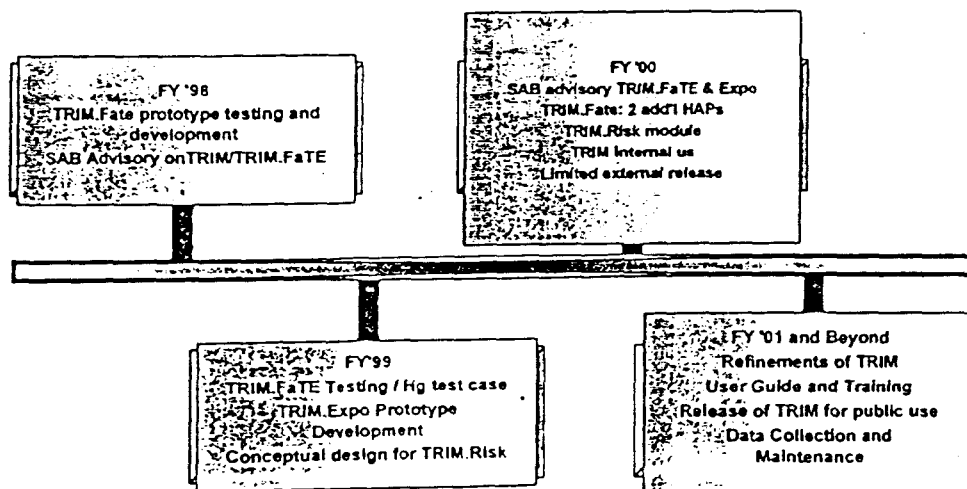 FY '98
TRIM.Fate prototype testing and
development
SAB Advisory onTRIM/TRIM.FaTE
FY '00
SAB advisory TRIM.FaTE & Expo
TRIM.Fate: 2 add'l HAPs
TRIM.Risk module
TRIM Internal us
Limited external release
FY'99
TRIM.FaTE Testing / Hg test case
TRIM.Expo Prototype
Development
Conceptual design for TRIM.Risk
FY '01 and Beyond
Refinements of TRIM
User Guide and Training
Release of TRIM for public use
Data Collection and
Maintenance